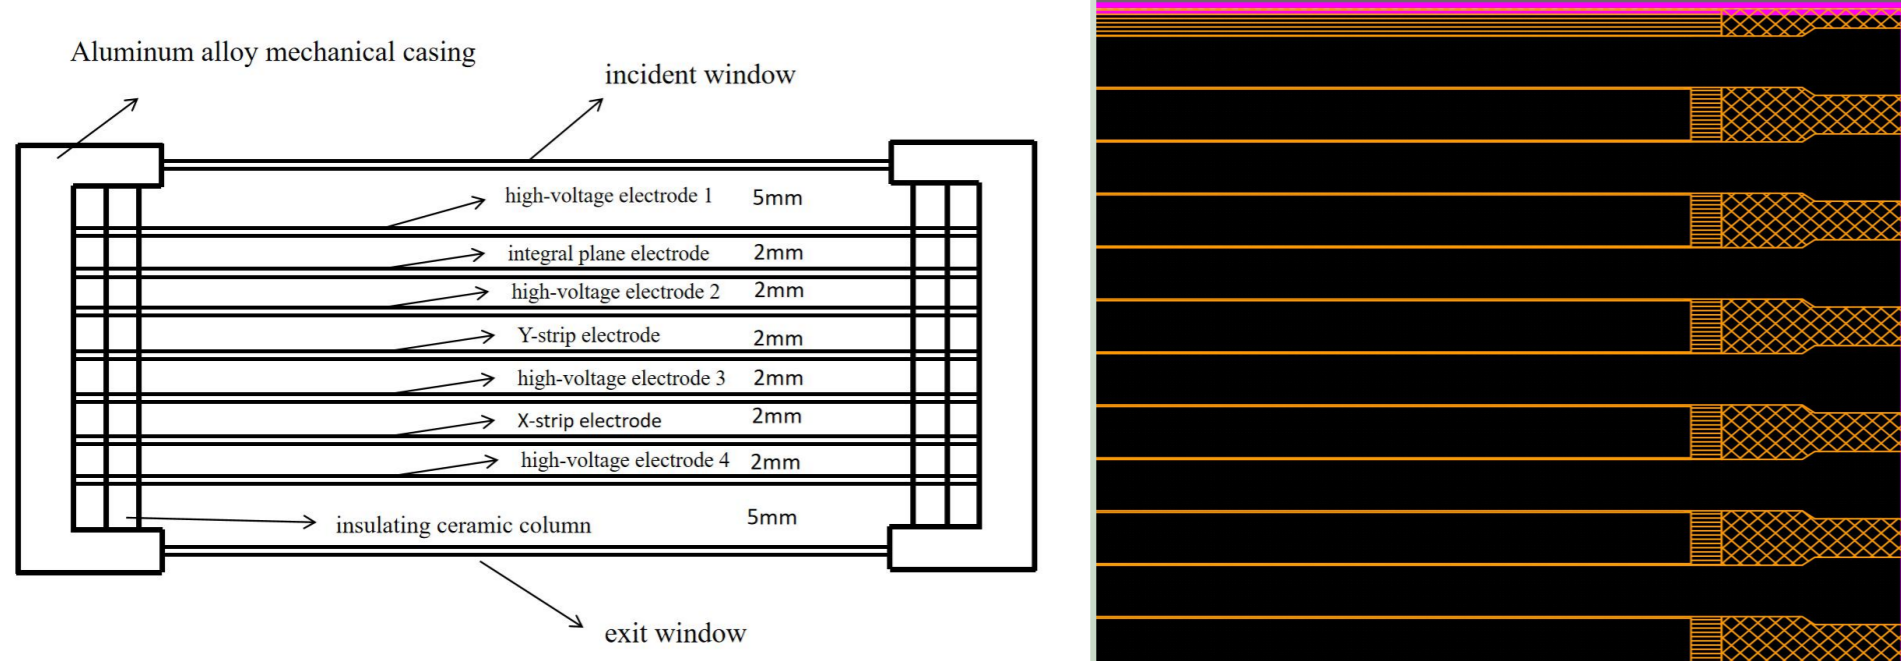 Aluminum alloy mechanical casing
incident window
high-voltage electrode 1 5mm
integral plane electrode 2mm
high-voltage electrode 2 2mm
Y-strip electrode 2mm
high-voltage electrode 3 2mm
X-strip electrode 2mm
high-voltage electrode 4 2mm
insulating ceramic column 5mm
exit window